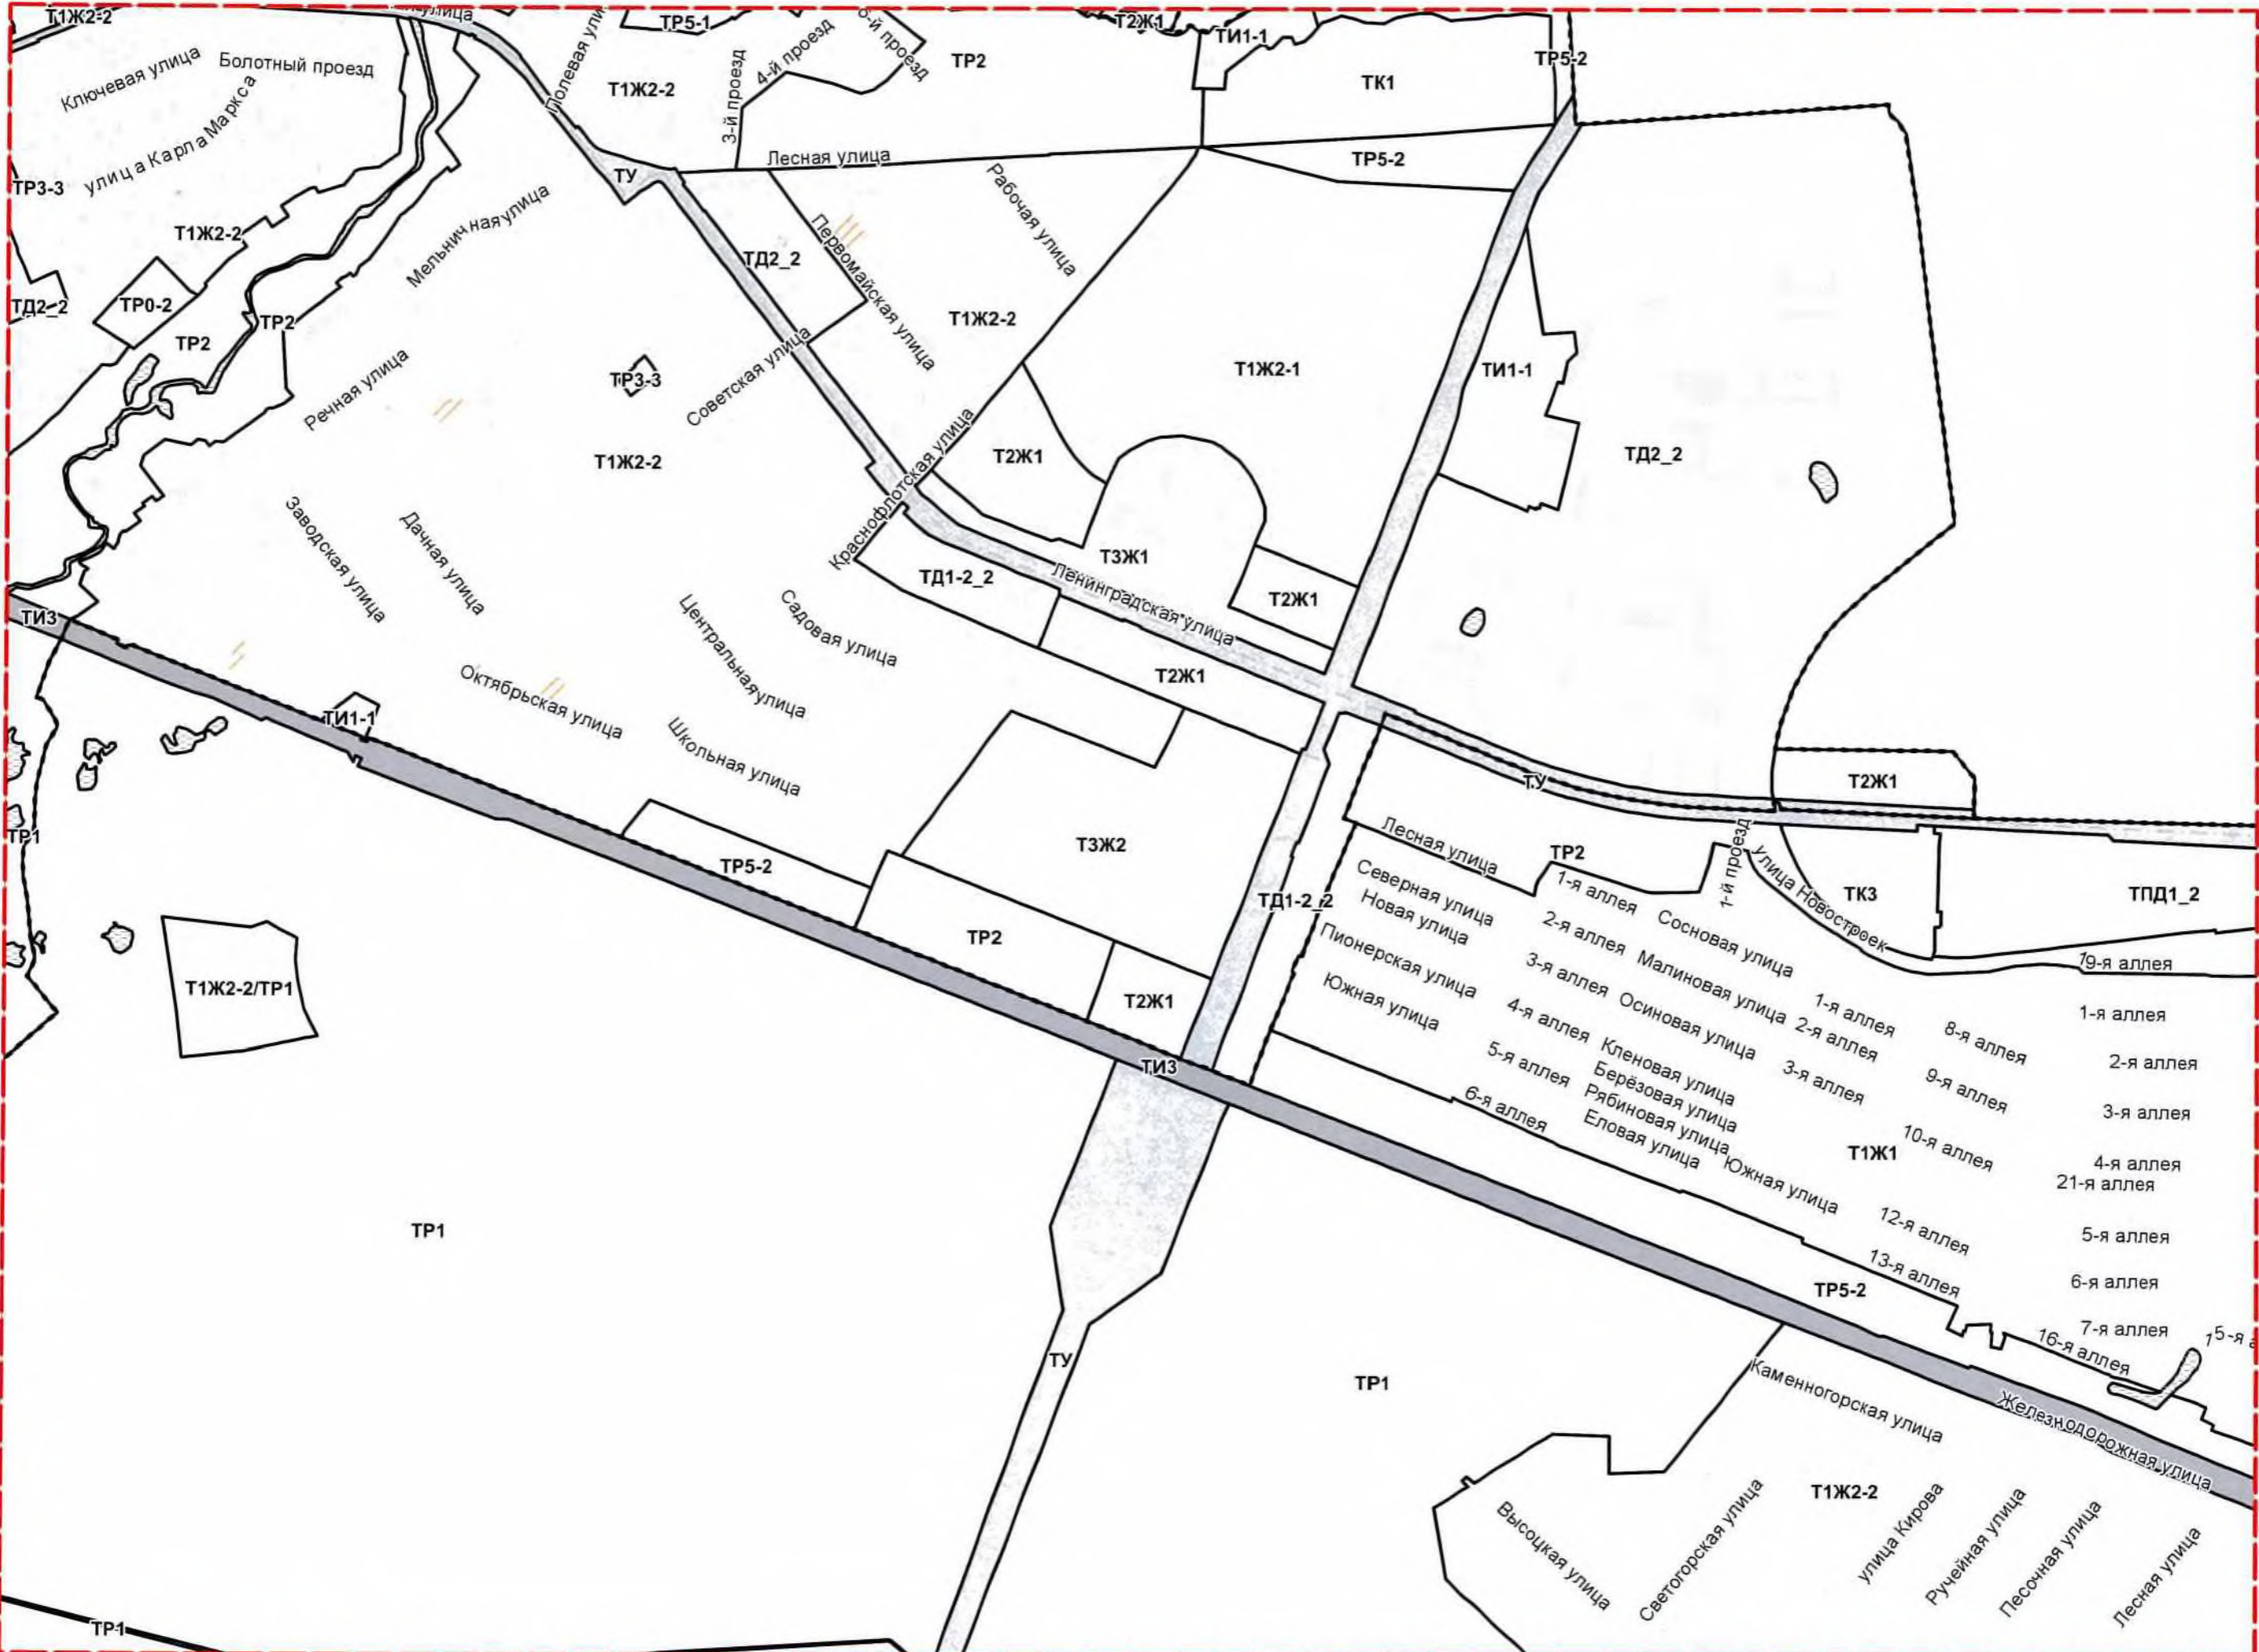 Т1Ж2-2
улица
Полевая
ТР5-1
4-й проезд
6-й проезд
ТР2
Т2Ж1
ТИ1-1
ТР5-2
Ключевая улица
Болотный проезд
улица Карла Маркса
Т1Ж2-2
3-й проезд
ТК1
Лесная улица
ТР5-2
ТР3-3
ТУ
Мельничная улица
Рабочая улица
Первомайская улица
Т1Ж2-2
ТД2_2
ТД2_2
ТР0-2
ТР2
ТР2
Т1Ж2-2
Советская улица
Речная улица
ТР3-3
Т1Ж2-1
ТИ1-1
Т1Ж2-2
Краснофлотская улица
Т2Ж1
ТД2_2
Заводская улица
Дачная улица
Т3Ж1
Ленинградская улица
ТД1-2_2
Т2Ж1
ТИ3
Центральная улица
Садовая улица
Т2Ж1
Октябрьская улица
ТИ1-1
Школьная улица
ТУ
Т2Ж1
ТР1
ТР5-2
Т3Ж2
Лесная улица
ТР2
1-й проезд
улица Новостроек
ТК3
ТПД1_2
ТД1-2_2
Северная улица
Новая улица
Пионерская улица
Южная улица
1-я аллея
Сосновая улица
2-я аллея
Малиновая улица
3-я аллея
Осиновая улица
4-я аллея
Кленовая улица
5-я аллея
Берёзовая улица
Рябиновая улица
Еловая улица
6-я аллея
Южная улица
19-я аллея
1-я аллея
2-я аллея
3-я аллея
8-я аллея
9-я аллея
10-я аллея
12-я аллея
13-я аллея
1-я аллея
2-я аллея
3-я аллея
4-я аллея
21-я аллея
5-я аллея
6-я аллея
7-я аллея
15-я
16-я аллея
Т1Ж1
ТР2
Т2Ж1
Т1Ж2-2/ТР1
ТИ3
ТР1
ТР5-2
ТУ
ТР1
Каменногорская улица
Железнодорожная улица
Т1Ж2-2
Высоцкая улица
Светогорская улица
улица Кирова
Ручейная улица
Песочная улица
Лесная улица
ТР1